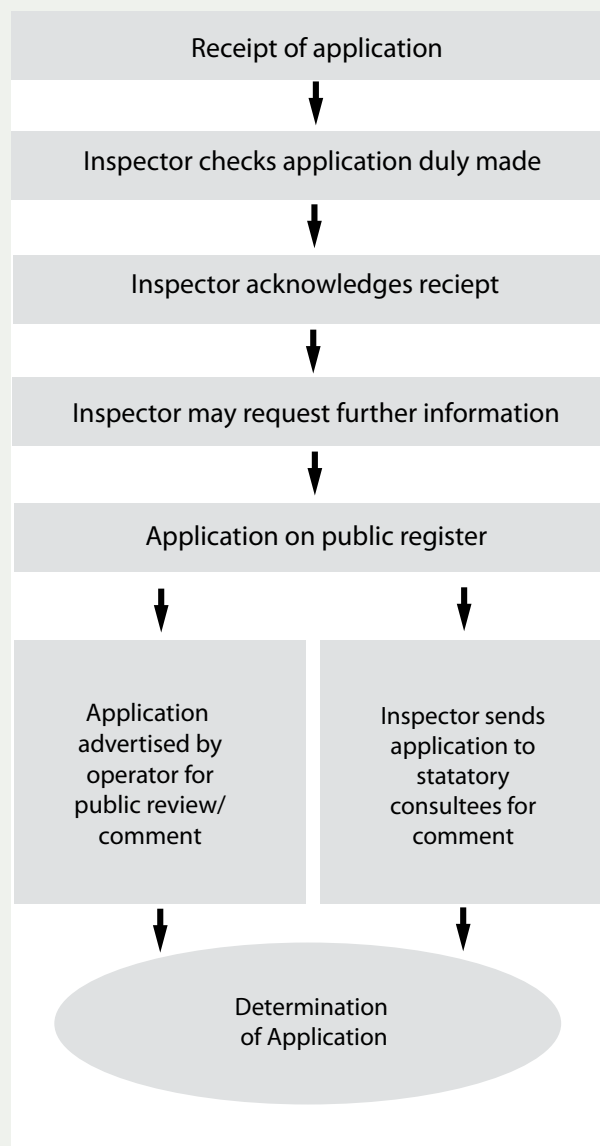 Receipt of application
Inspector checks application duly made
Inspector acknowledges reciept
Inspector may request further information
Application on public register
Application
advertised by
operator for
public review/
comment
Inspector sends
application to
statatory
consultees for
comment
Determination
of Application